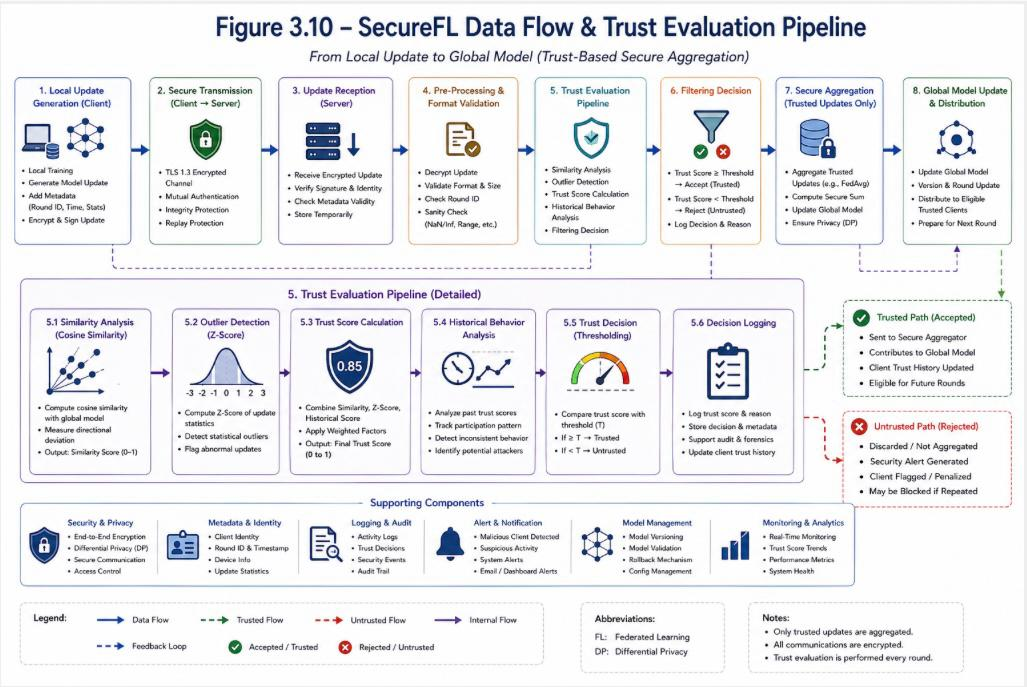 Figure 3.10 – SecureFL Data Flow & Trust Evaluation Pipeline
From Local Update to Global Model (Trust-Based Secure Aggregation)
1. Local Update
Generation (Client)
• Local Training
• Generate Model Update
• Add Metadata
(Round ID, Time, Stats)
• Encrypt & Sign Update
2. Secure Transmission
(Client → Server)
• TLS 1.3 Encrypted
Channel
• Mutual Authentication
• Integrity Protection
• Replay Protection
3. Update Reception
(Server)
• Receive Encrypted Update
• Verify Signature & Identity
• Check Metadata Validity
• Store Temporarily
4. Pre-Processing &
Format Validation
• Decrypt Update
• Validate Format & Size
• Check Round ID
• Sanity Check
(NaN/Inf, Range, etc.)
5. Trust Evaluation
Pipeline
• Similarity Analysis
• Outlier Detection
• Trust Score Calculation
• Historical Behavior
Analysis
• Filtering Decision
6. Filtering Decision
• Trust Score ≥ Threshold
→ Accept (Trusted)
• Trust Score < Threshold
→ Reject (Untrusted)
• Log Decision & Reason
7. Secure Aggregation
(Trusted Updates Only)
• Aggregate Trusted
Updates (e.g., FedAvg)
• Compute Secure Sum
• Update Global Model
• Ensure Privacy (DP)
8. Global Model Update
& Distribution
• Update Global Model
• Version & Round Update
• Distribute to Eligible
Trusted Clients
• Prepare for Next Round
5. Trust Evaluation Pipeline (Detailed)
5.1 Similarity Analysis
(Cosine Similarity)
• Compute cosine similarity
with global model
• Measure directional
deviation
• Output: Similarity Score (0–1)
5.2 Outlier Detection
(Z-Score)
-3 -2 -1 0 1 2 3
• Compute Z-Score of update
statistics
• Detect statistical outliers
• Flag abnormal updates
5.3 Trust Score Calculation
0.85
• Combine Similarity, Z-Score,
Historical Score
• Apply Weighted Factors
• Output: Final Trust Score
(0 to 1)
5.4 Historical Behavior
Analysis
• Analyze past trust scores
• Track participation pattern
• Detect inconsistent behavior
• Identify potential attackers
5.5 Trust Decision
(Thresholding)
• Compare trust score with
threshold (T)
• If ≥ T → Trusted
• If < T → Untrusted
5.6 Decision Logging
• Log trust score & reason
• Store decision & metadata
• Support audit & forensics
• Update client trust history
Trusted Path (Accepted)
• Sent to Secure Aggregator
• Contributes to Global Model
• Client Trust History Updated
• Eligible for Future Rounds
Untrusted Path (Rejected)
• Discarded / Not Aggregated
• Security Alert Generated
• Client Flagged / Penalized
• May be Blocked if Repeated
Supporting Components
Security & Privacy
• End-to-End Encryption
• Differential Privacy (DP)
• Secure Communication
• Access Control
Metadata & Identity
• Client Identity
• Round ID & Timestamp
• Device Info
• Update Statistics
Logging & Audit
• Activity Logs
• Trust Decisions
• Security Events
• Audit Trail
Alert & Notification
• Malicious Client Detected
• Suspicious Activity
• System Alerts
• Email / Dashboard Alerts
Model Management
• Model Versioning
• Model Validation
• Rollback Mechanism
• Config Management
Monitoring & Analytics
• Real-Time Monitoring
• Trust Score Trends
• Performance Metrics
• System Health
Legend:
Data Flow
Trusted Flow
Untrusted Flow
Internal Flow
Feedback Loop
Accepted / Trusted
Rejected / Untrusted
Abbreviations:
FL: Federated Learning
DP: Differential Privacy
Notes:
• Only trusted updates are aggregated.
• All communications are encrypted.
• Trust evaluation is performed every round.